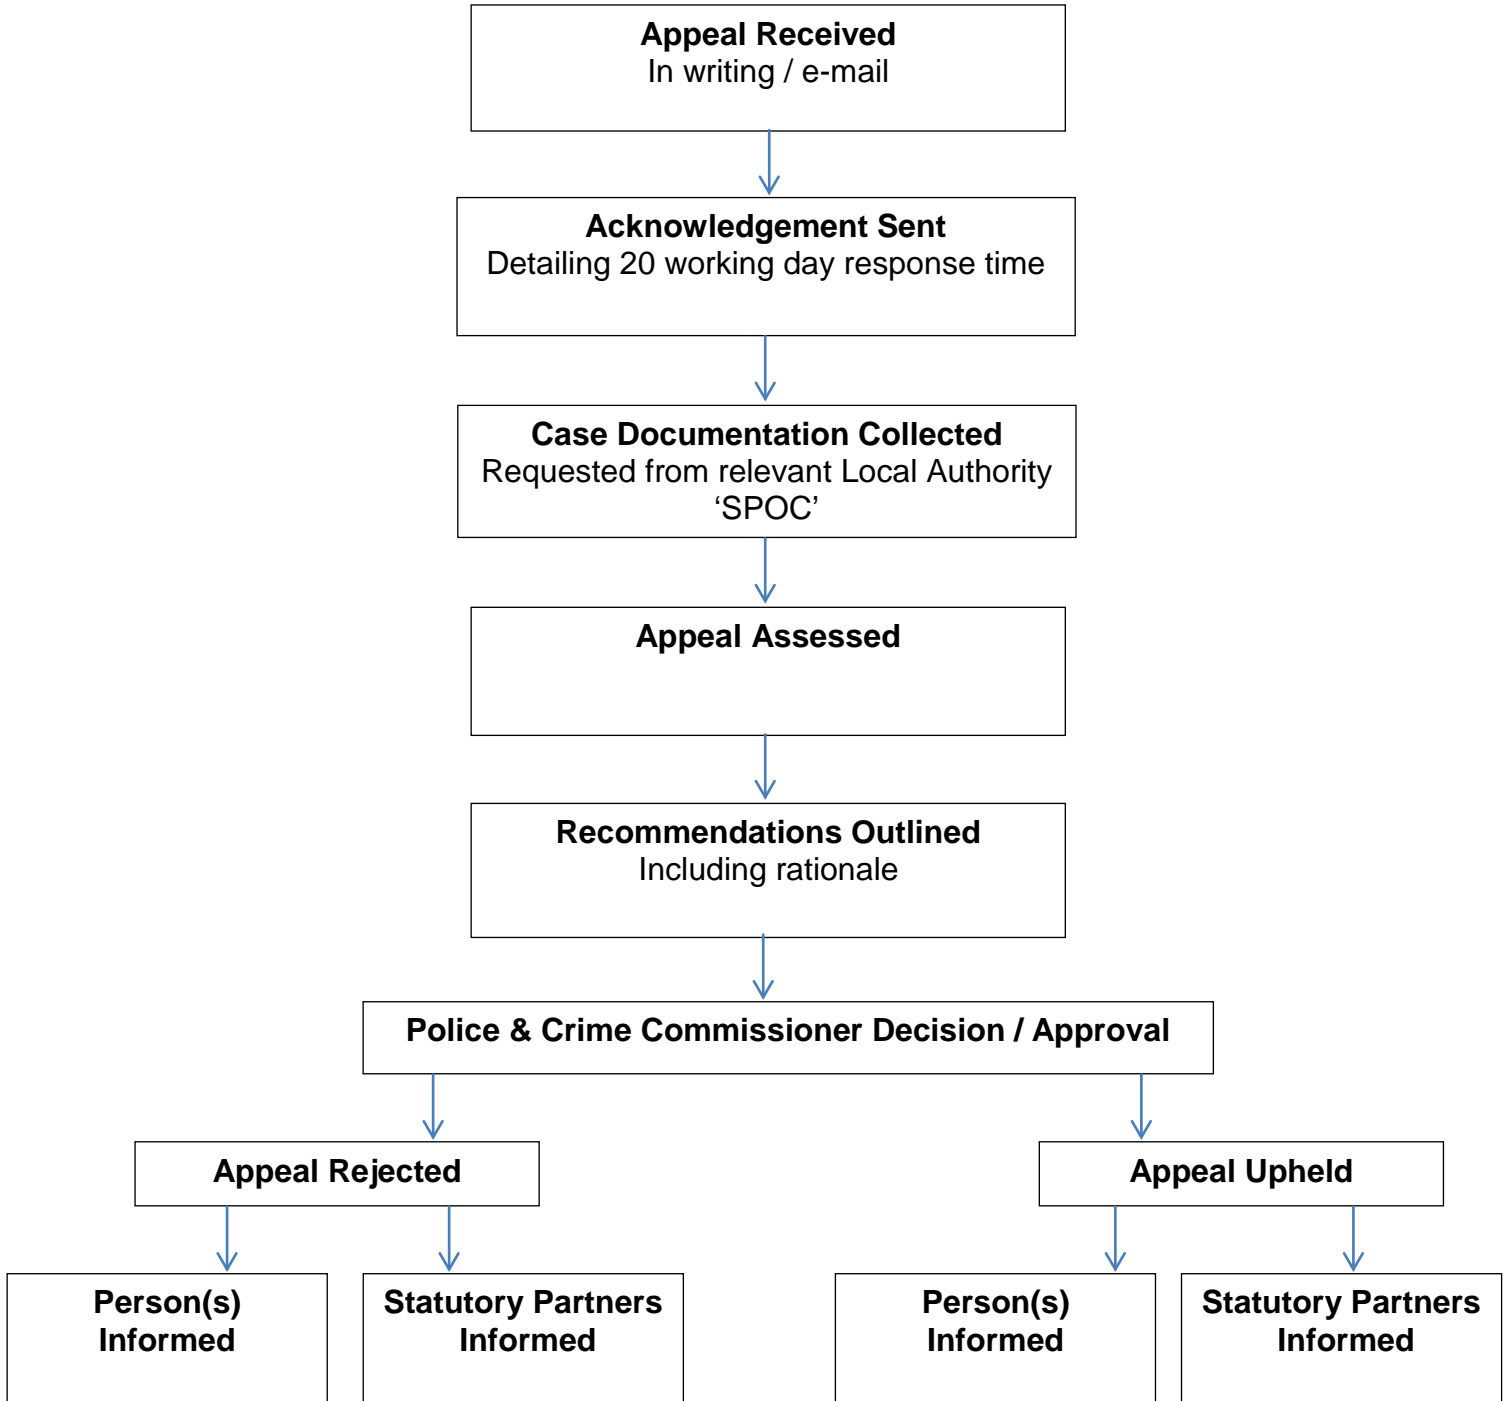 Appeal Received
In writing / e-mail
Acknowledgement Sent
Detailing 20 working day response time
Case Documentation Collected
Requested from relevant Local Authority
‘SPOC’
Appeal Assessed
Recommendations Outlined
Including rationale
Police & Crime Commissioner Decision / Approval
Appeal Rejected
Appeal Upheld
Person(s)
Informed
Statutory Partners
Informed
Person(s)
Informed
Statutory Partners
Informed